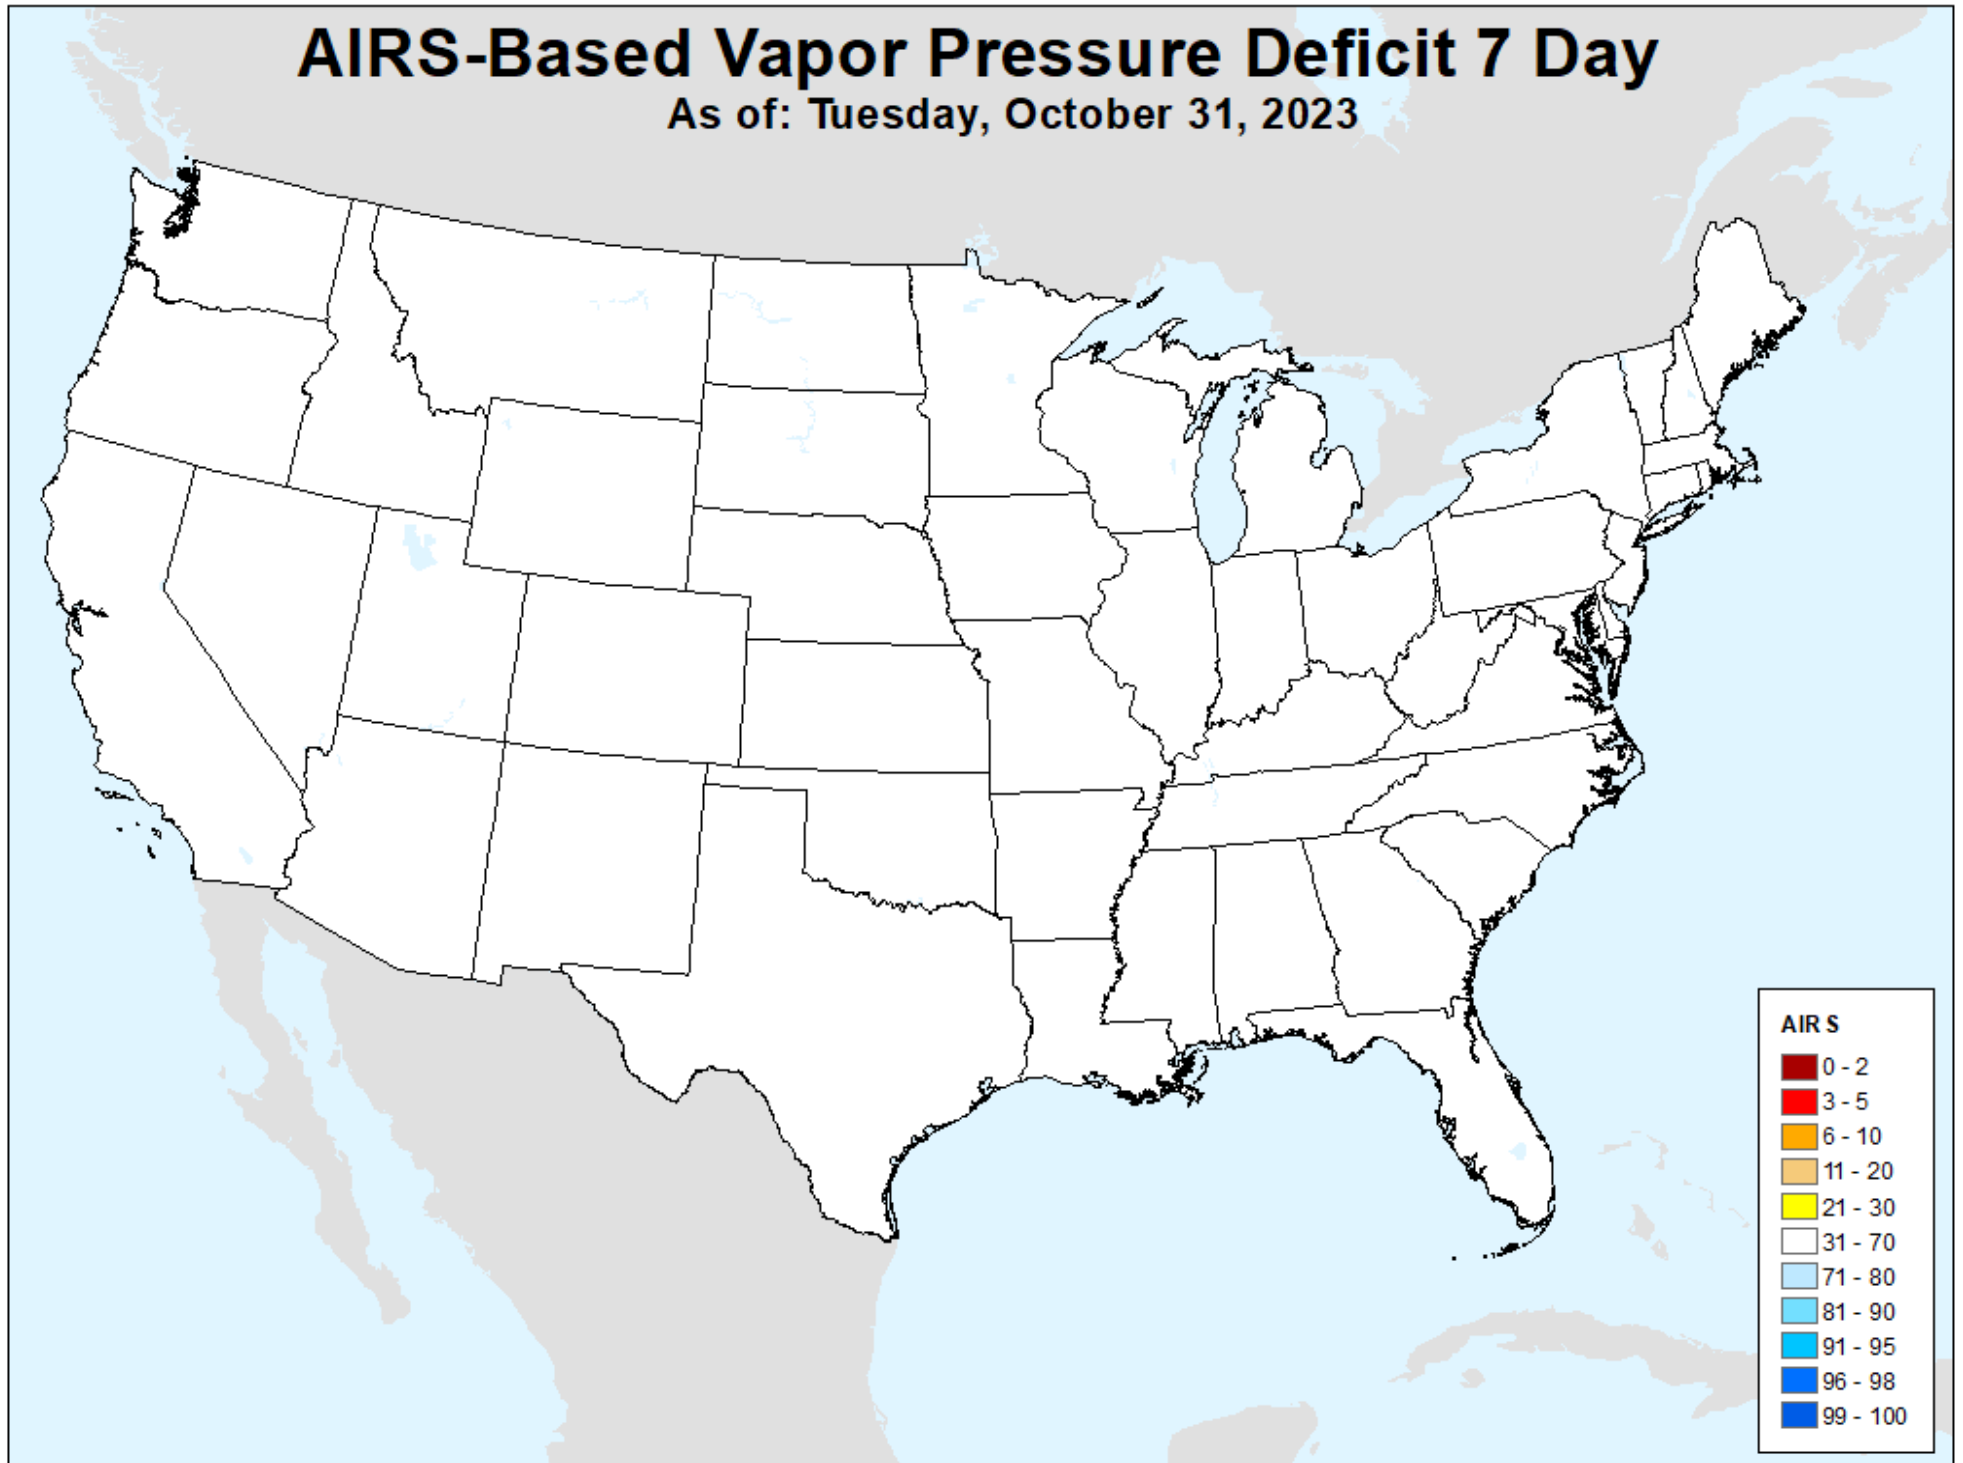 AIRS-Based Vapor Pressure Deficit 7 Day
As of: Tuesday, October 31, 2023
AIRS
0 - 2
3 - 5
6 - 10
11 - 20
21 - 30
31 - 70
71 - 80
81 - 90
91 - 95
96 - 98
99 - 100